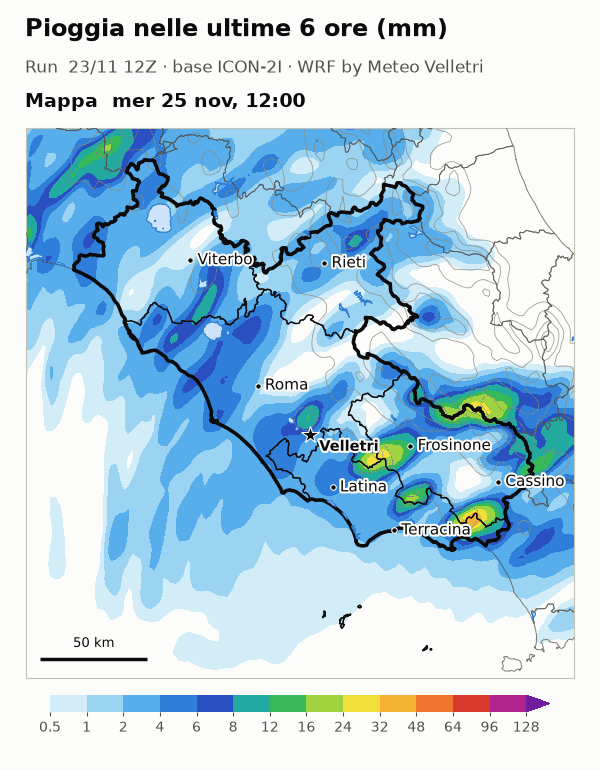 Pioggia nelle ultime 6 ore (mm)
Run  23/11 12Z · base ICON-2I · WRF by Meteo Velletri
Mappa  mer 25 nov, 12:00
Viterbo
Rieti
Roma
Velletri
Frosinone
Cassino
Latina
Terracina
50 km
0.5 1 2 4 6 8 12 16 24 32 48 64 96 128